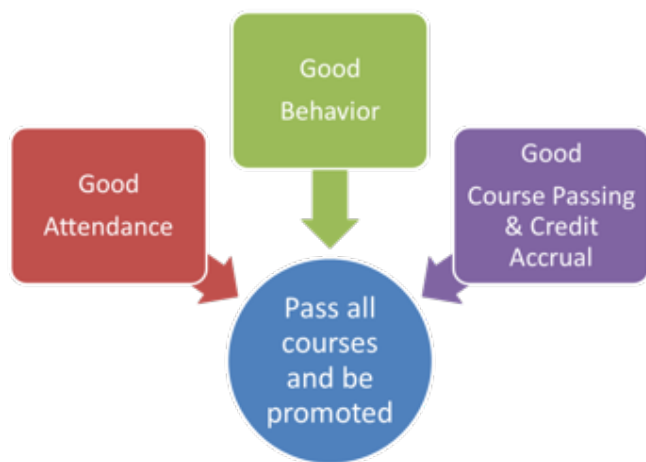 Good
Behavior
Good
Attendance
Good
Course Passing
& Credit
Accrual
Pass all
courses
and be
promoted